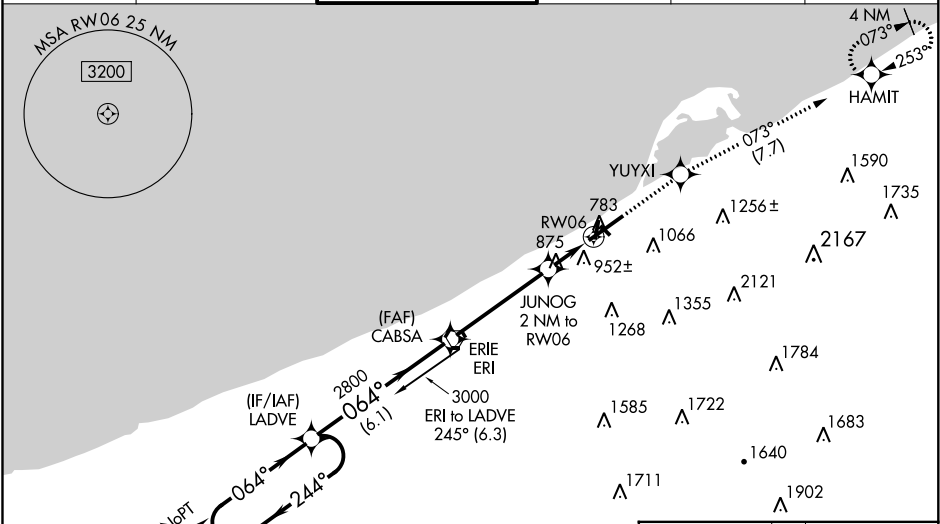 MSA RW06 25 NM
3200
4 NM
073°
253°
HAMIT
073°
(7.7)
YUYXI
1590
1735
783
RW06
1256±
875
1066
952±
2167
JUNOG
2 NM to
RW06
2121
1268
1355
(FAF)
CABSA
ERIE
ERI
1784
2800
064°
(6.1)
3000
ERI to LADVE
245° (6.3)
(IF/IAF)
LADVE
1585
1722
1683
1640
064°
244°
1711
1902
NoPT